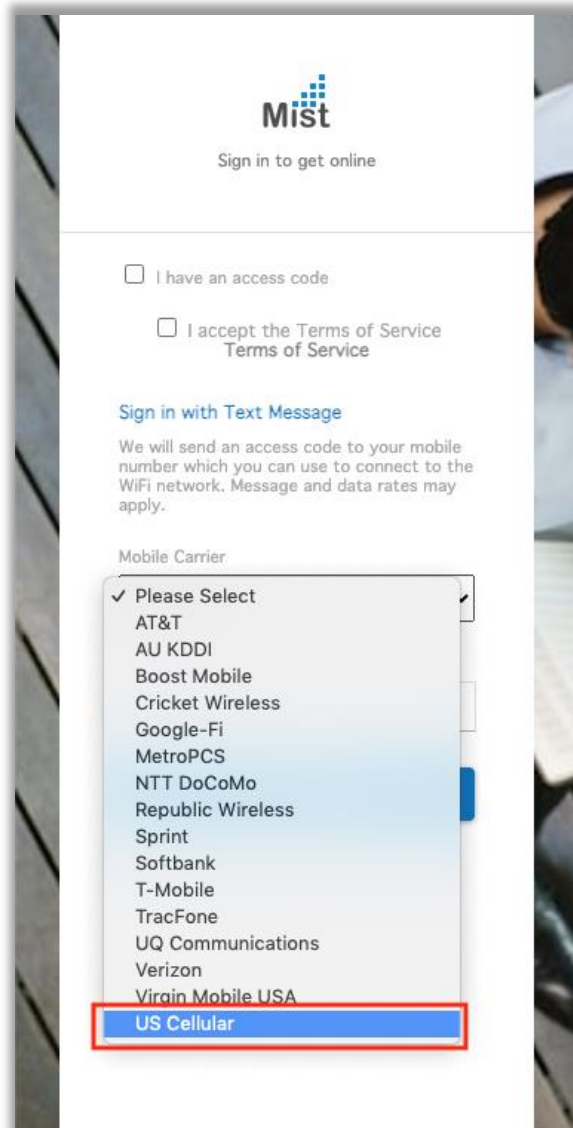 Mist
Sign in to get online
I have an access code
I accept the Terms of Service
Terms of Service
Sign in with Text Message
We will send an access code to your mobile
number which you can use to connect to the
WiFi network. Message and data rates may
apply.
Mobile Carrier
✓ Please Select
AT&T
AU KDDI
Boost Mobile
Cricket Wireless
Google-Fi
MetroPCS
NTT DoCoMo
Republic Wireless
Sprint
Softbank
T-Mobile
TracFone
UQ Communications
Verizon
Virgin Mobile USA
US Cellular